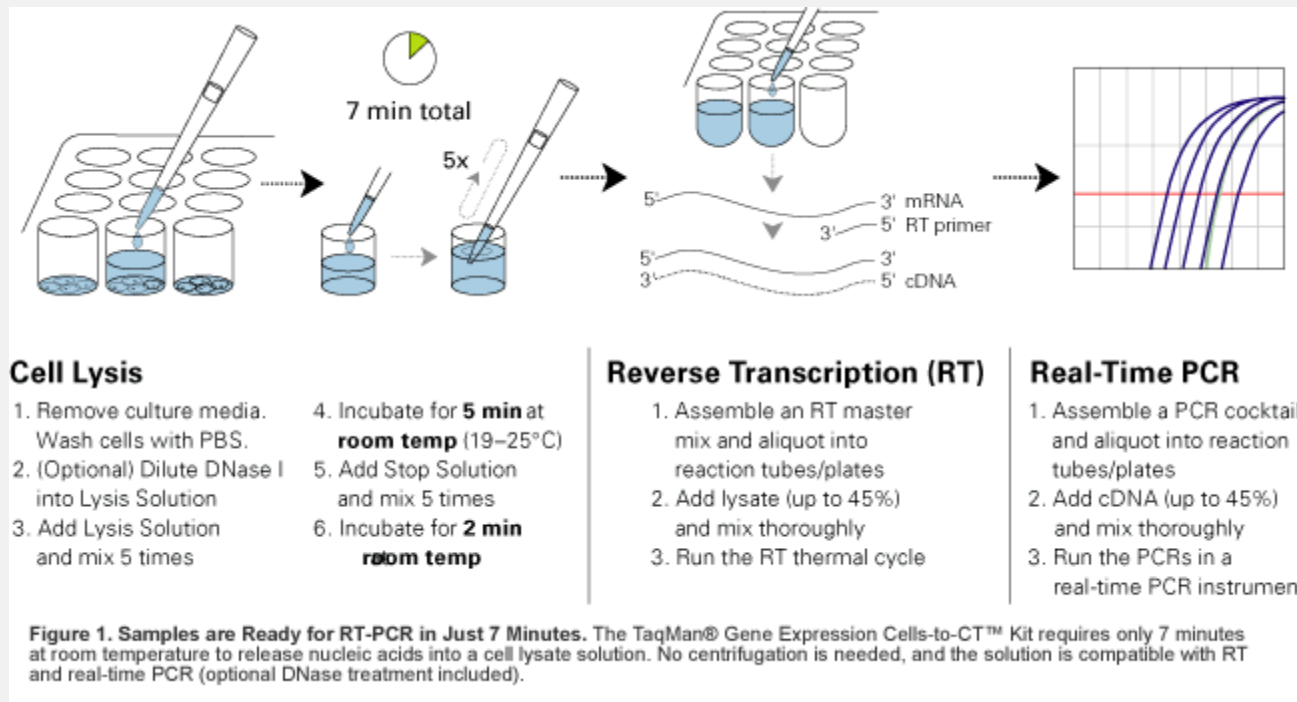 7 min total
5x
5' 3' mRNA
3' 5' RT primer
5' 3'
3' 5' cDNA
Cell Lysis
1. Remove culture media.
Wash cells with PBS.
2. (Optional) Dilute DNase I
into Lysis Solution
3. Add Lysis Solution
and mix 5 times
4. Incubate for 5 min at
room temp (19–25°C)
5. Add Stop Solution
and mix 5 times
6. Incubate for 2 min
room temp
Reverse Transcription (RT)
1. Assemble an RT master
mix and aliquot into
reaction tubes/plates
2. Add lysate (up to 45%)
and mix thoroughly
3. Run the RT thermal cycle
Real-Time PCR
1. Assemble a PCR cocktail
and aliquot into reaction
tubes/plates
2. Add cDNA (up to 45%)
and mix thoroughly
3. Run the PCRs in a
real-time PCR instrumen
Figure 1. Samples are Ready for RT-PCR in Just 7 Minutes. The TaqMan® Gene Expression Cells-to-CT™ Kit requires only 7 minutes
at room temperature to release nucleic acids into a cell lysate solution. No centrifugation is needed, and the solution is compatible with RT
and real-time PCR (optional DNase treatment included).